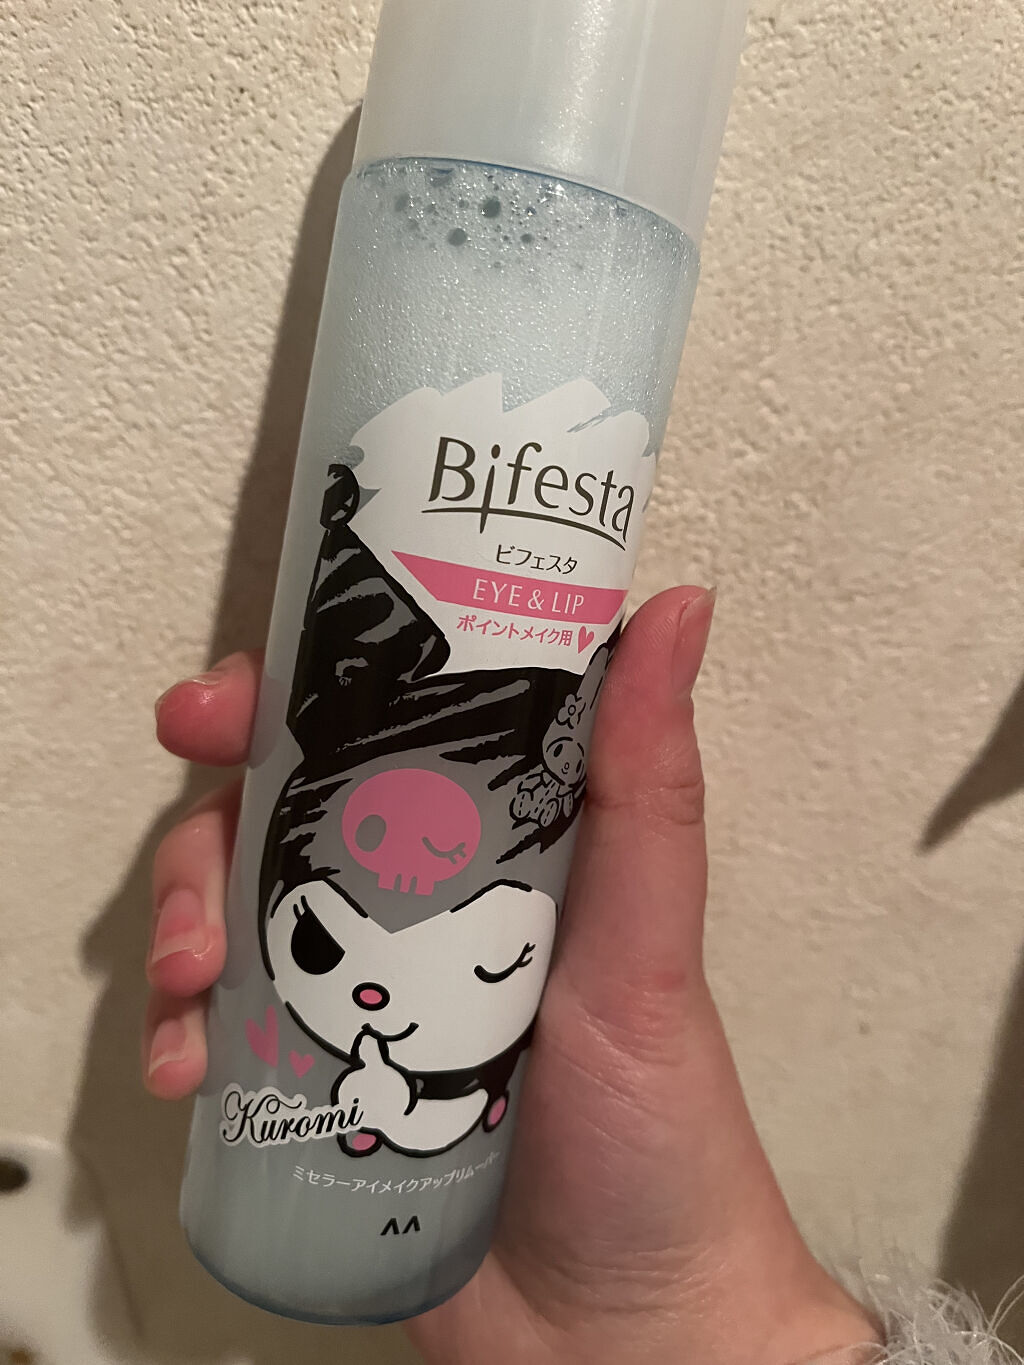 Bifesta
ビフェスタ
EYE & LIP
ポイントメイク用
Kuromi
ミセラーアイメイクアップリムーバー